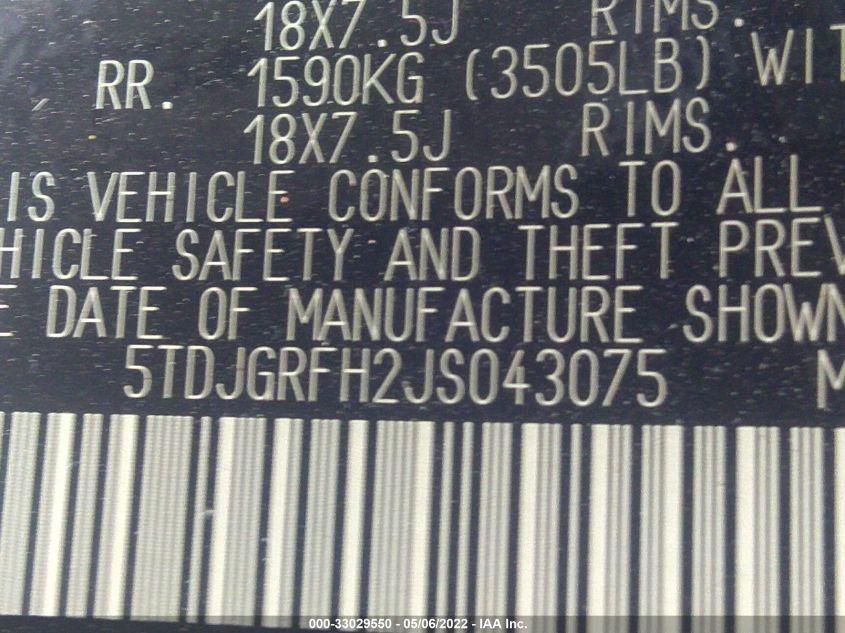 18X7.5J RIMS.
RR. 1590KG (3505LB) WIT
18X7.5J RIMS.
IS VEHICLE CONFORMS TO ALL
HICLE SAFETY AND THEFT PREV
E DATE OF MANUFACTURE SHOWN
5TDJGRFH2JS043075 M
000-33029550 - 05/06/2022 - IAA Inc.